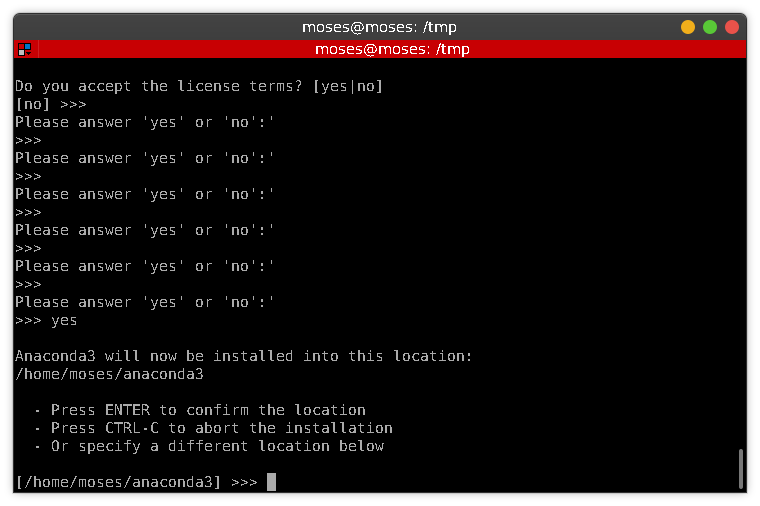 moses@moses: /tmp
moses@moses: /tmp
Do you accept the license terms? [yes|no]
[no] >>>
Please answer 'yes' or 'no':'
>>>
Please answer 'yes' or 'no':'
>>>
Please answer 'yes' or 'no':'
>>>
Please answer 'yes' or 'no':'
>>>
Please answer 'yes' or 'no':'
>>>
Please answer 'yes' or 'no':'
>>> yes
Anaconda3 will now be installed into this location:
/home/moses/anaconda3
- Press ENTER to confirm the location
- Press CTRL-C to abort the installation
- Or specify a different location below
[/home/moses/anaconda3] >>>